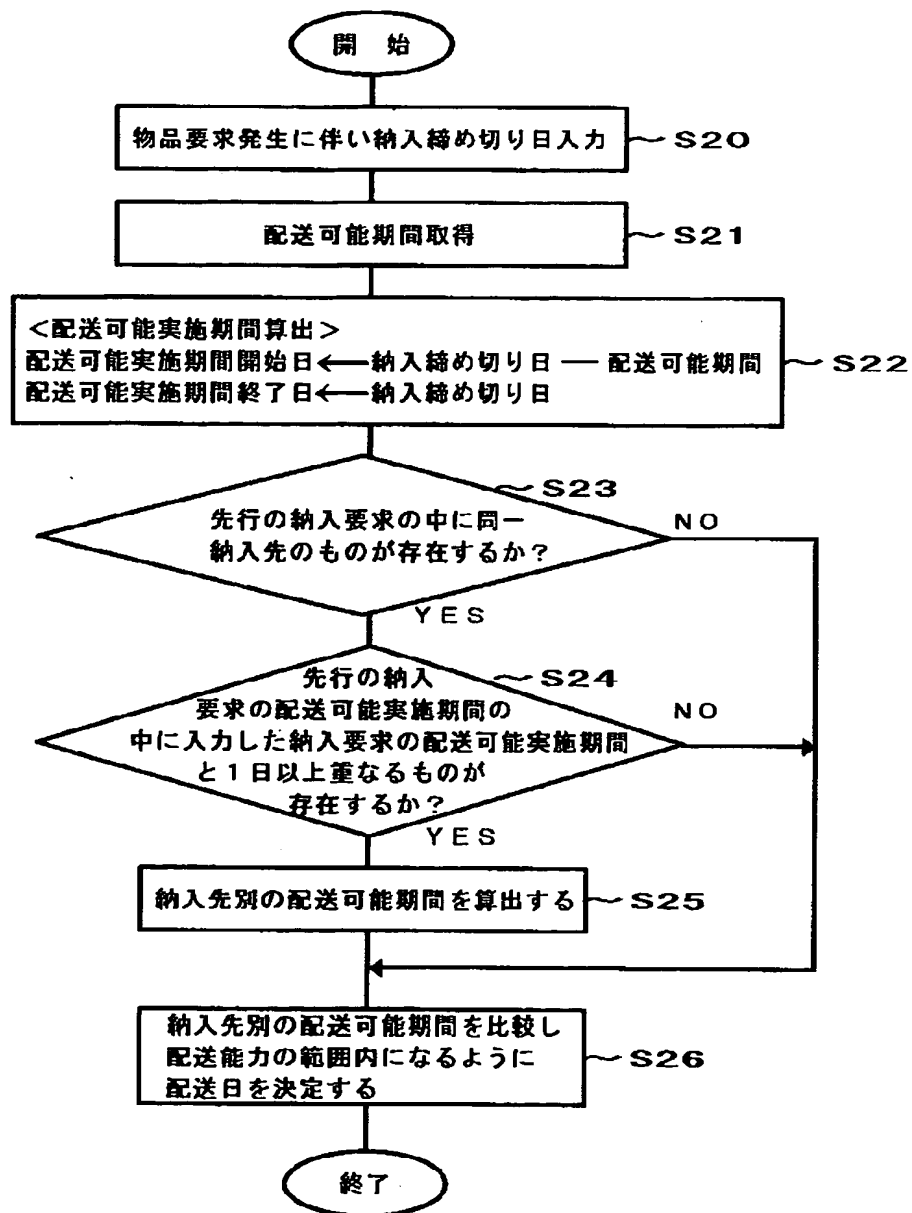 開 始
物品要求発生に伴い納入締め切り日入力
S20
配送可能期間取得
S21
<配送可能実施期間算出>
配送可能実施期間開始日←納入締め切り日 ― 配送可能期間
配送可能実施期間終了日←納入締め切り日
S22
S23
先行の納入要求の中に同一
納入先のものが存在するか?
NO
YES
先行の納入
S24
要求の配送可能実施期間の
中に入力した納入要求の配送可能実施期間
と1日以上重なるものが
存在するか?
NO
YES
納入先別の配送可能期間を算出する
S25
納入先別の配送可能期間を比較し
配送能力の範囲内になるように
配送日を決定する
S26
終了